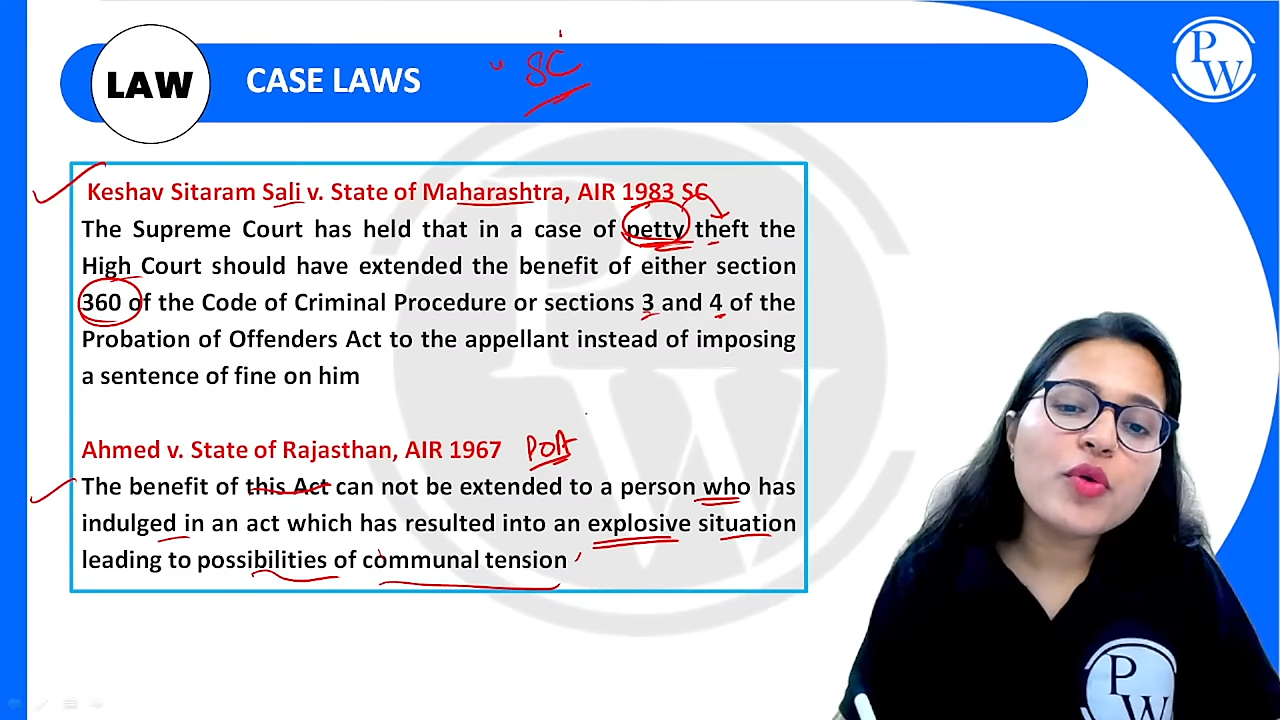 LAW
CASE LAWS
SC
PW
Keshav Sitaram Sali v. State of Maharashtra, AIR 1983 SC
The Supreme Court has held that in a case of petty theft the
High Court should have extended the benefit of either section
360 of the Code of Criminal Procedure or sections 3 and 4 of the
Probation of Offenders Act to the appellant instead of imposing
a sentence of fine on him
Ahmed v. State of Rajasthan, AIR 1967 POA
The benefit of this Act can not be extended to a person who has
indulged in an act which has resulted into an explosive situation
leading to possibilities of communal tension
PW
PW